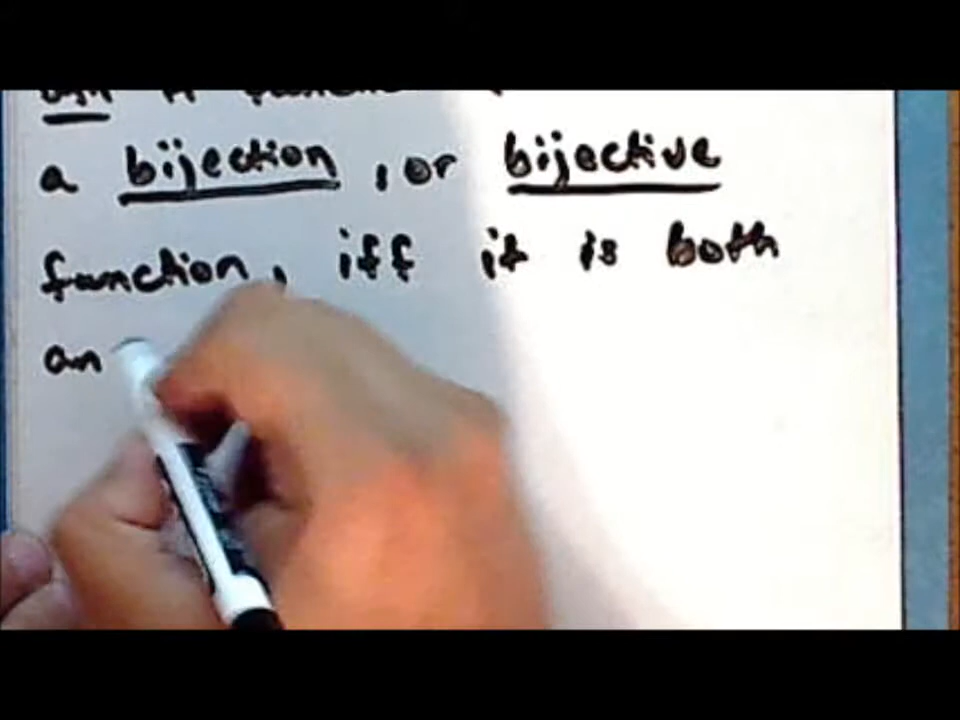 a bijection, or bijective
function, iff it is both
an